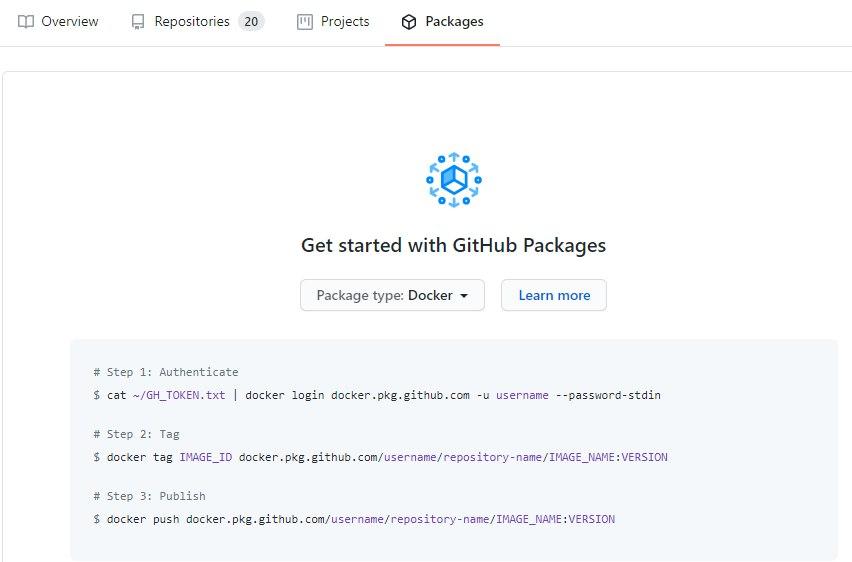 Overview Repositories 20 Projects Packages
Get started with GitHub Packages
Package type: Docker Learn more
# Step 1: Authenticate
$ cat ~/GH_TOKEN.txt | docker login docker.pkg.github.com -u username --password-stdin
# Step 2: Tag
$ docker tag IMAGE_ID docker.pkg.github.com/username/repository-name/IMAGE_NAME:VERSION
# Step 3: Publish
$ docker push docker.pkg.github.com/username/repository-name/IMAGE_NAME:VERSION